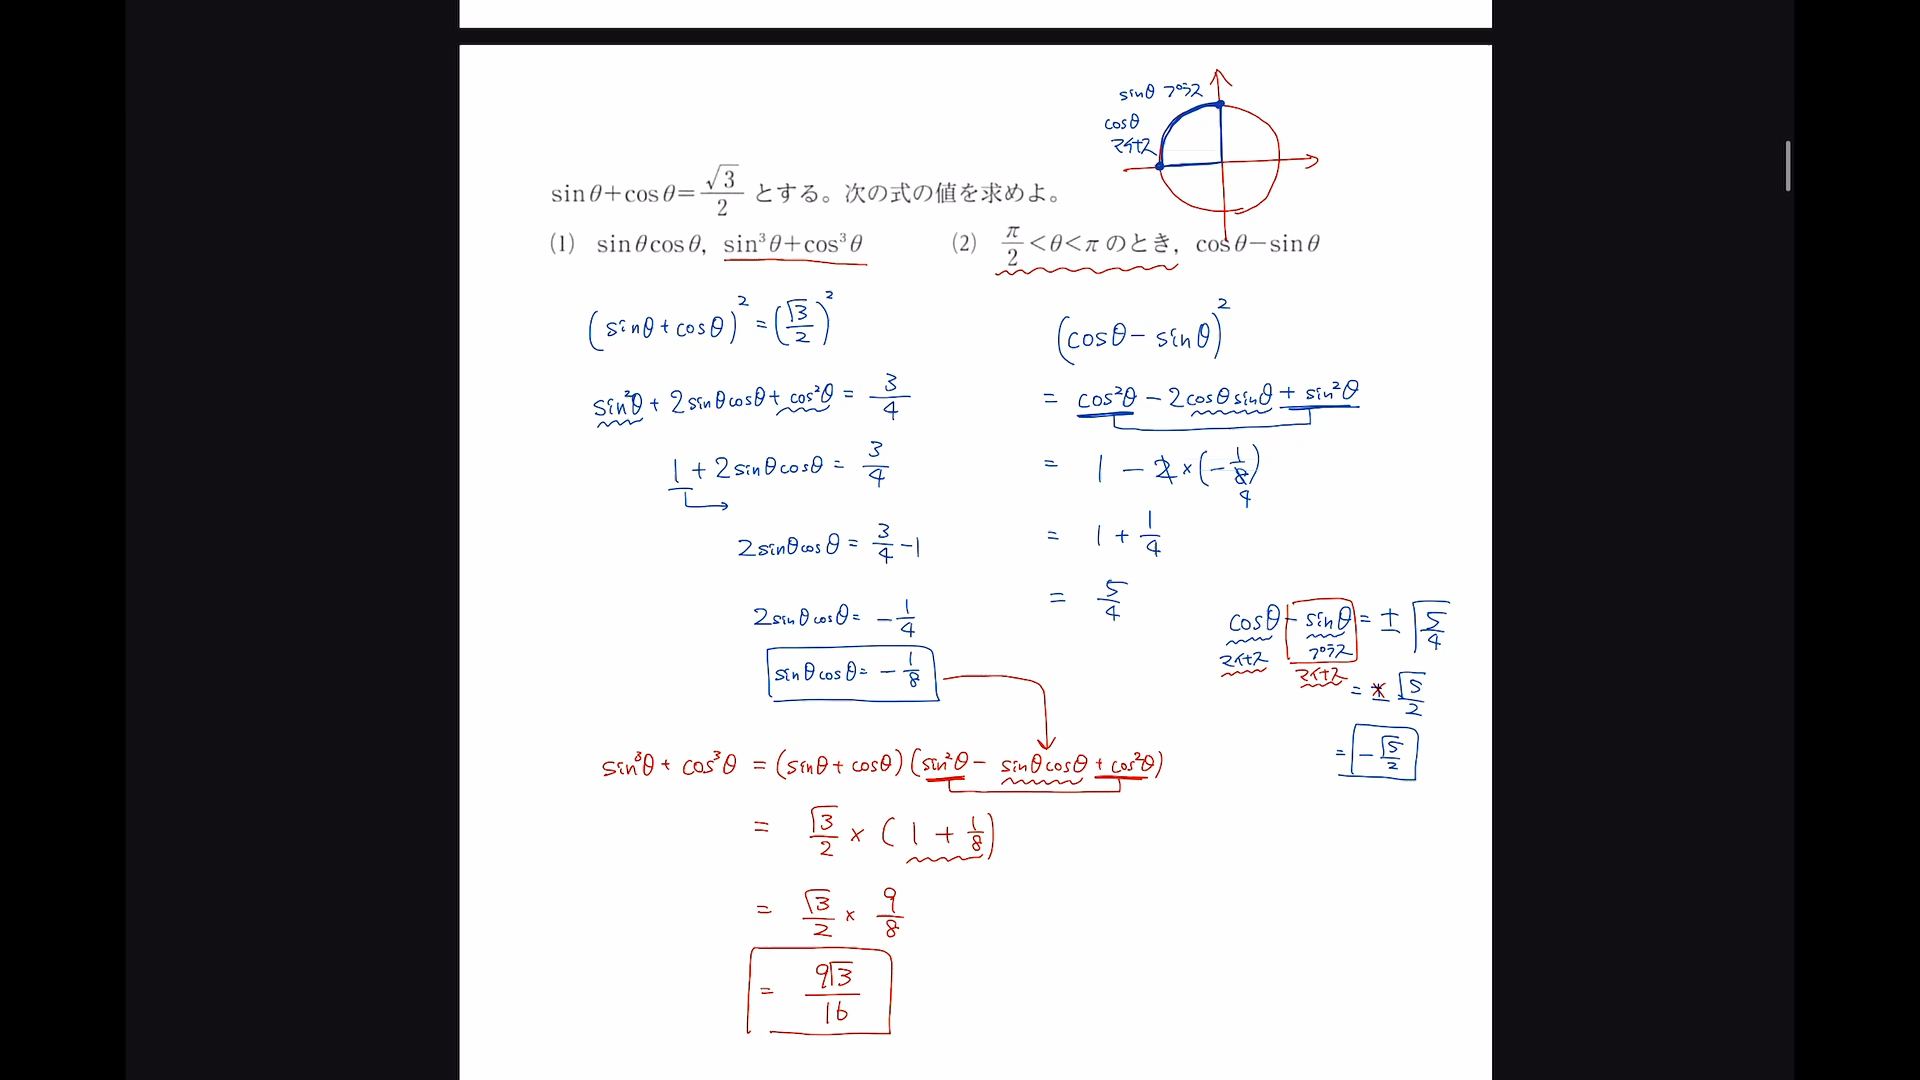 sinθ プラス
cosθ
マイナス
sinθ+cosθ=√3/2 とする。次の式の値を求めよ。
(1) sinθcosθ, sin³θ+cos³θ
(2) π/2<θ<π のとき, cosθ−sinθ
(sinθ+cosθ)²=(√3/2)²
sin²θ+2sinθcosθ+cos²θ=3/4
1+2sinθcosθ=3/4
2sinθcosθ=3/4−1
2sinθcosθ=−1/4
sinθcosθ=−1/8
sin³θ+cos³θ=(sinθ+cosθ)(sin²θ−sinθcosθ+cos²θ)
=√3/2×(1+1/8)
=√3/2×9/8
=9√3/16
(cosθ−sinθ)²
=cos²θ−2cosθsinθ+sin²θ
=1−2×(−1/8)
4
=1+1/4
=5/4
cosθ−sinθ=±√5/4
マイナス プラス
マイナス
=±√5/2
=−√5/2